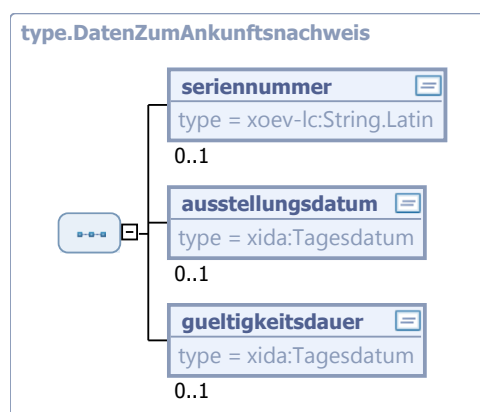 type.DatenZumAnkunftsnachweis
seriennummer
type = xoev-lc:String.Latin
0..1
ausstellungsdatum
type = xida:Tagesdatum
0..1
gueltigkeitsdauer
type = xida:Tagesdatum
0..1